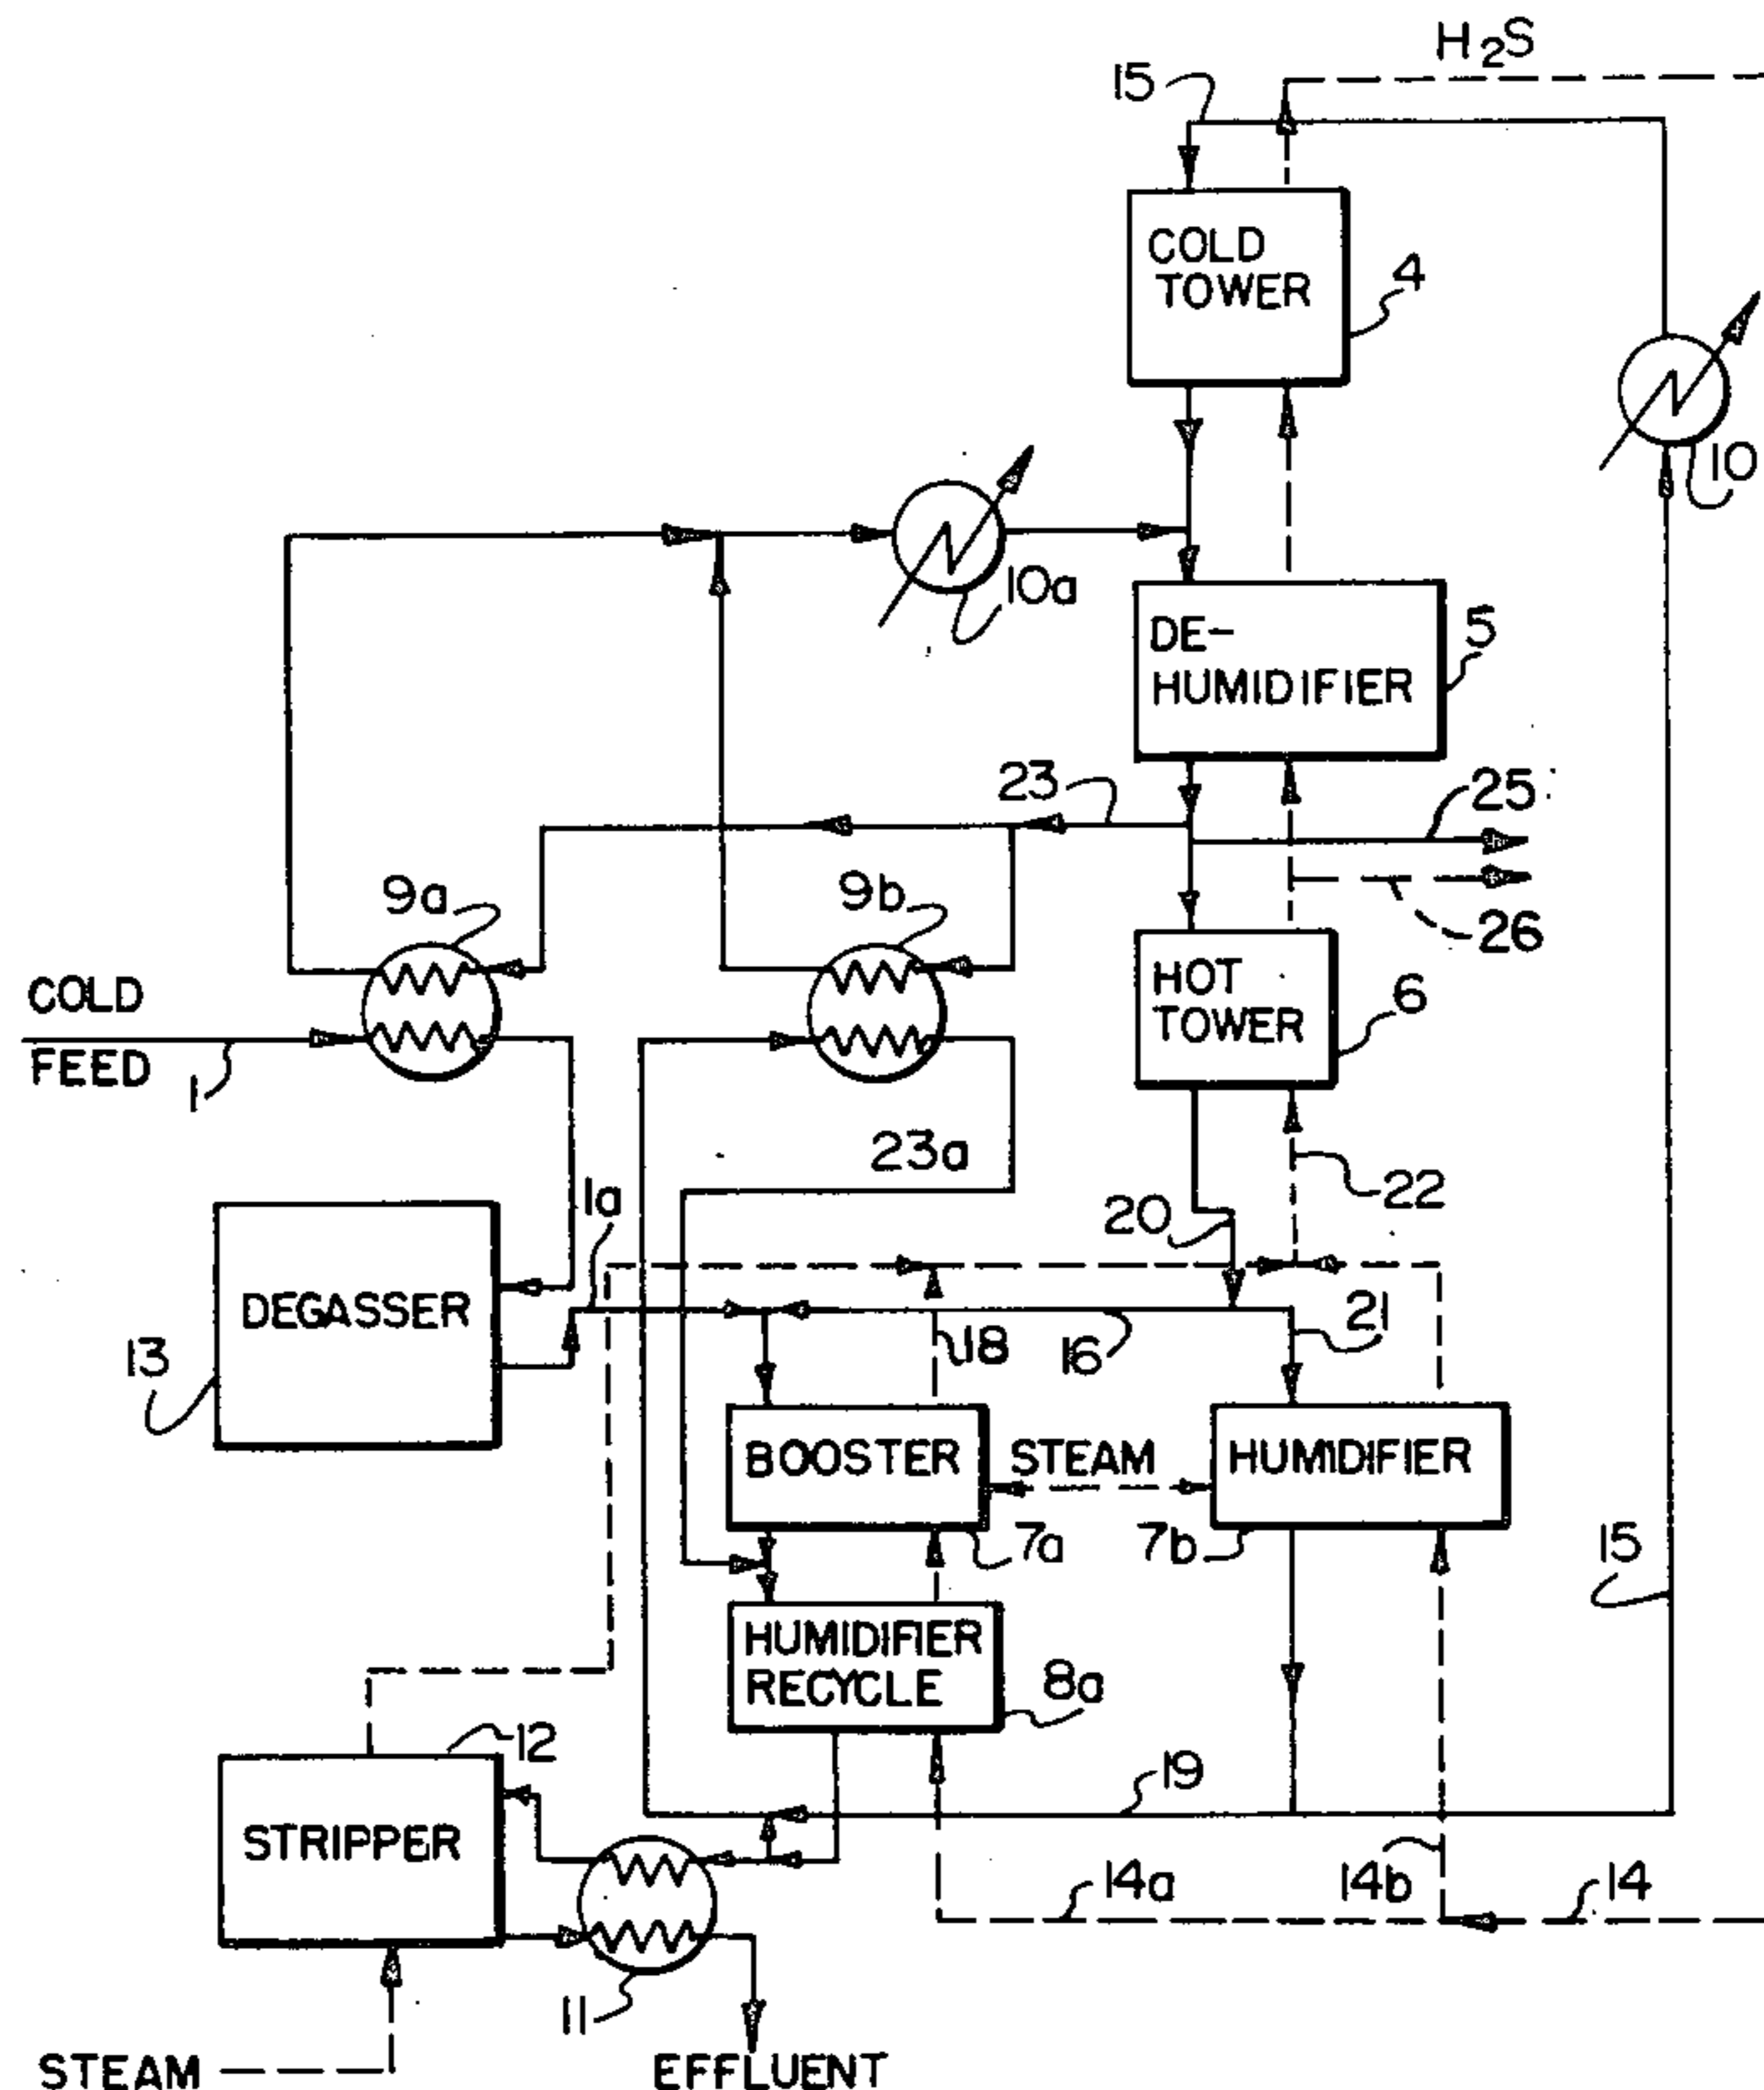 H2S
15
COLD
TOWER
4
10
10a
DE-
HUMIDIFIER
5
23
25
9a
9b
26
COLD
FEED
1
HOT
TOWER
6
23a
22
1a
20
DEGASSER
13
18
16
21
BOOSTER
STEAM
HUMIDIFIER
7a
7b
15
HUMIDIFIER
RECYCLE
8a
12
19
STRIPPER
14a
14b
14
11
STEAM
EFFLUENT